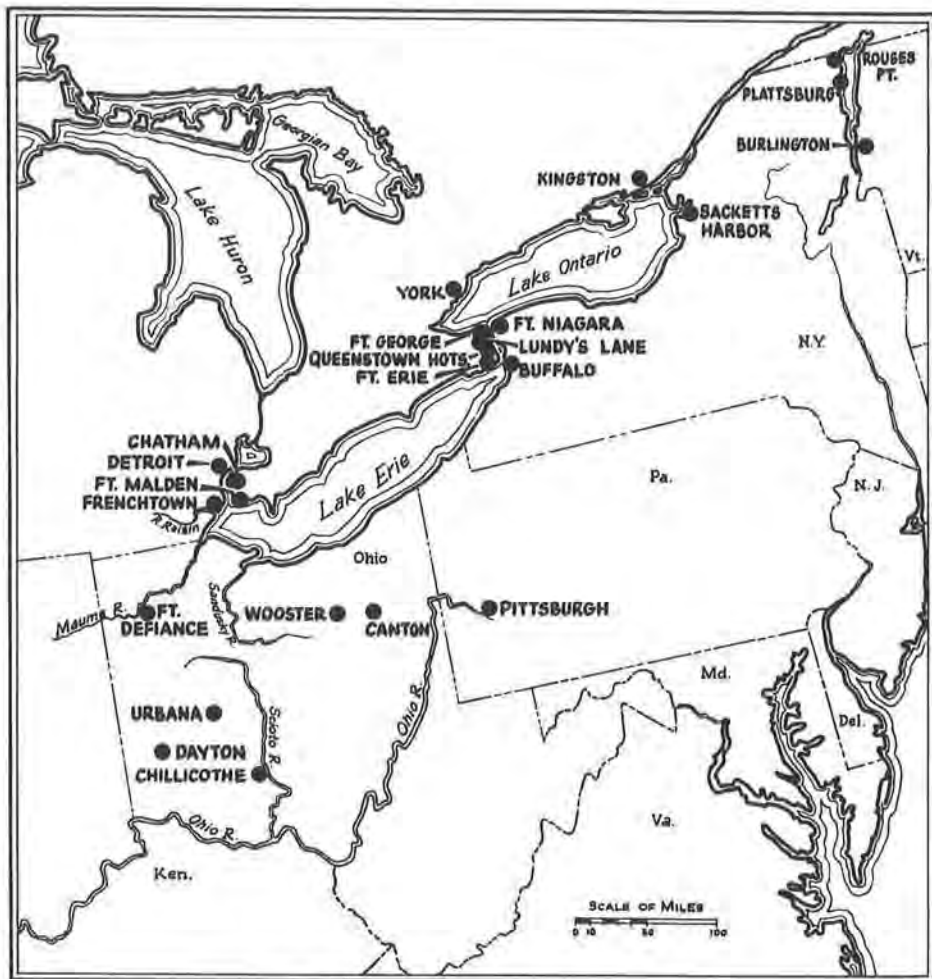 ROUGES
PT.
PLATTSBURG
Georgian Bay
BURLINGTON
KINGSTON
SACKETTS
HARBOR
Lake Huron
Vt.
Lake Ontario
YORK
FT. NIAGARA
FT. GEORGE
LUNDY'S LANE
N.Y.
QUEENSTOWN HGTS
FT. ERIE
BUFFALO
CHATHAM
DETROIT
Lake Erie
Pa.
FT. MALDEN
N.J.
FRENCHTOWN
R. Raisin
Ohio
Maume R.
FT.
DEFIANCE
Sandusky R.
WOOSTER
CANTON
PITTSBURGH
Md.
URBANA
Scioto R.
Ohio R.
Del.
DAYTON
CHILLICOTHE
Ohio R.
Va.
Ken.
SCALE OF MILES
0 10 50 100